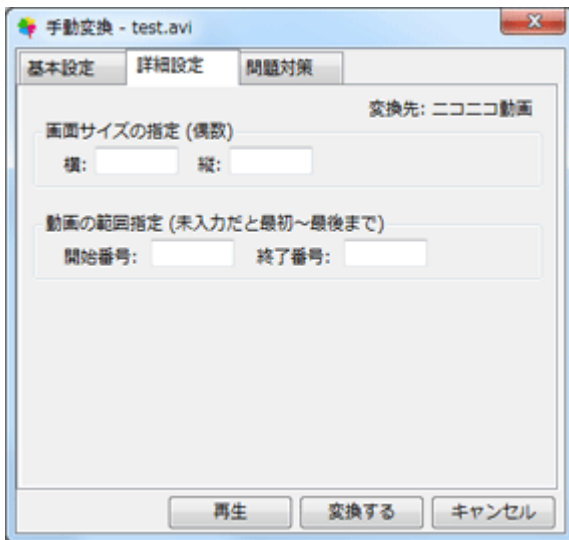 手動変換 - test.avi
基本設定 詳細設定 問題対策
変換先: ニコニコ動画
画面サイズの指定 (偶数)
横: 縦:
動画の範囲指定 (未入力だと最初～最後まで)
開始番号: 終了番号:
再生 変換する キャンセル